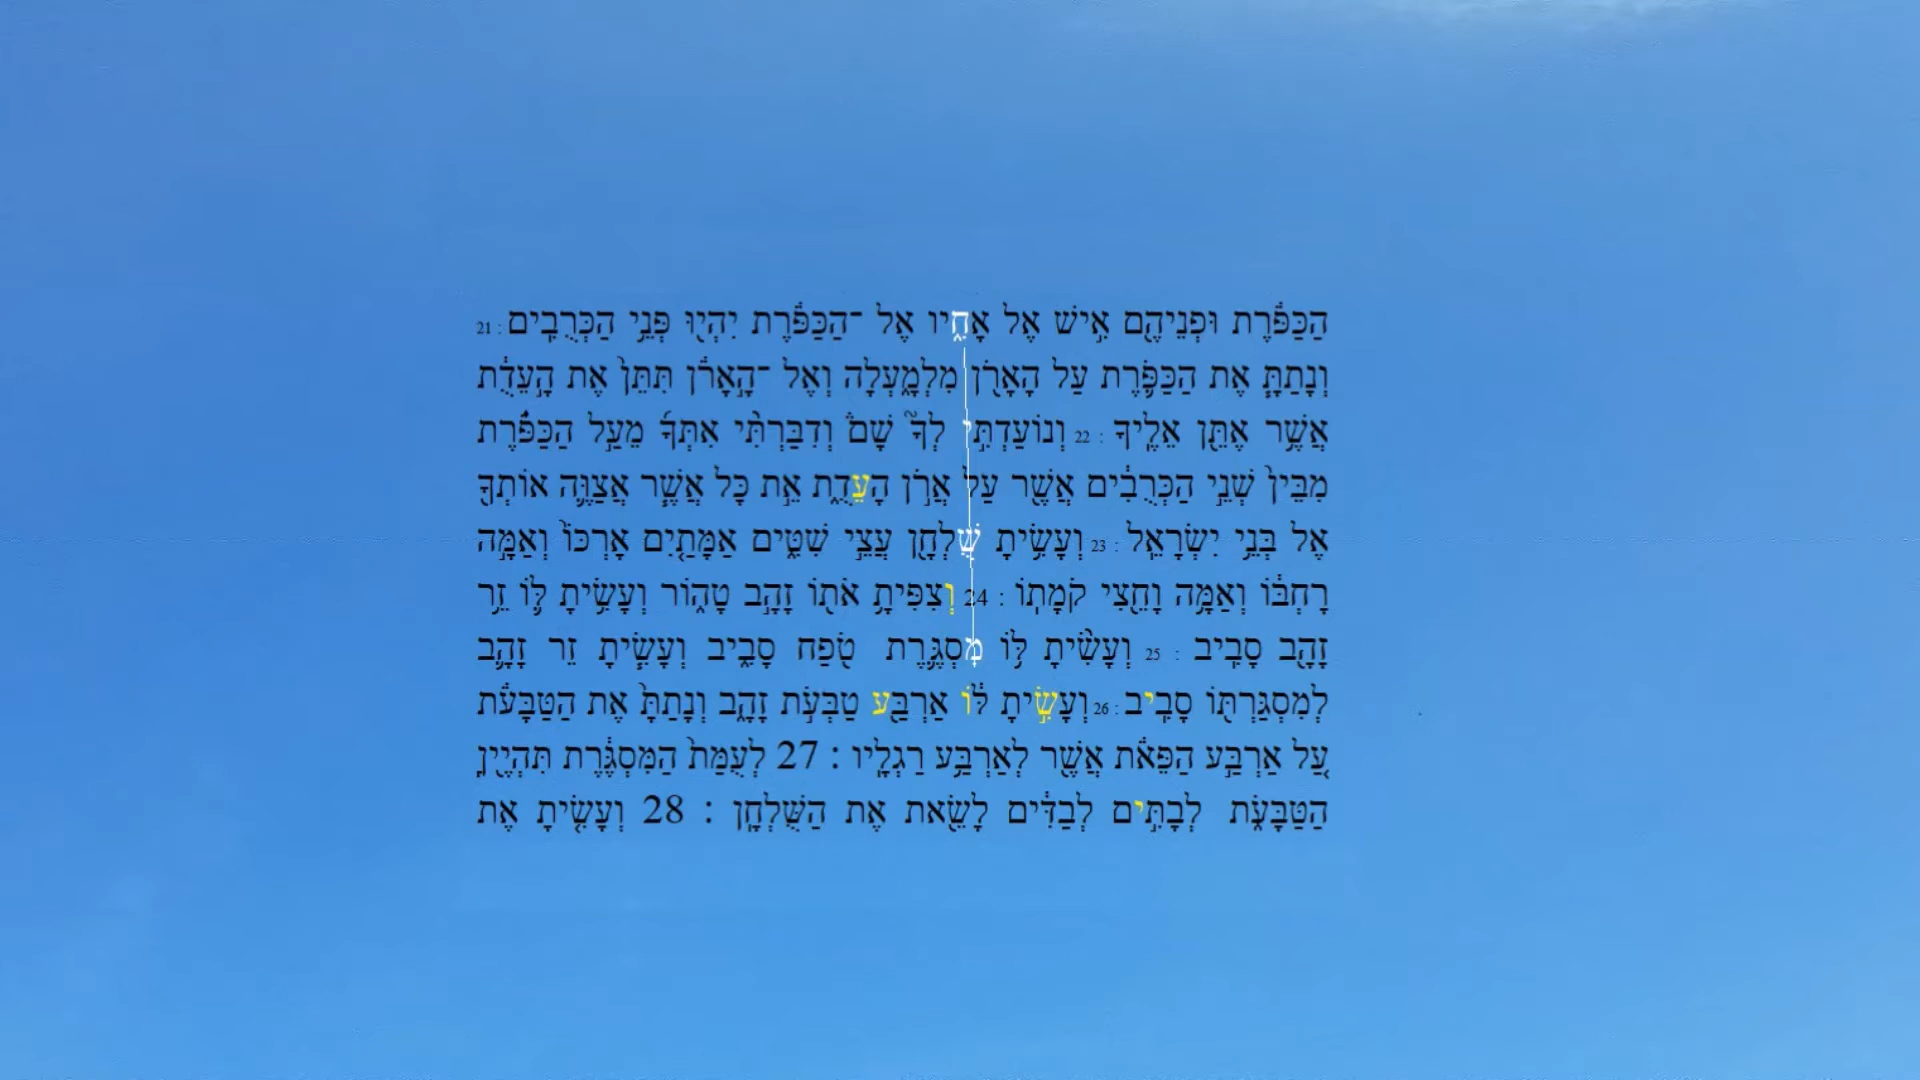 הַכַּפֹּ֔רֶת וּפְנֵיהֶ֖ם אִ֣ישׁ אֶל אָחִ֑יו אֶל ־הַכַּפֹּ֔רֶת יִהְי֖וּ פְּנֵ֥י הַכְּרֻבִֽים : 21
וְנָתַתָּ֧ אֶת הַכַּפֹּ֛רֶת עַל הָאָרֹ֖ן מִלְמָ֑עְלָה וְאֶל ־הָ֣אָרֹ֔ן תִּתֵּן֙ אֶת הָ֣עֵדֻ֔ת
אֲשֶׁ֥ר אֶתֵּ֖ן אֵלֶֽיךָ : 22 וְנוֹעַדְתִּ֣י לְךָ֮ שָׁם֒ וְדִבַּרְתִּ֨י אִתְּךָ֜ מֵעַ֣ל הַכַּפֹּ֗רֶת
מִבֵּין֙ שְׁנֵ֣י הַכְּרֻבִ֔ים אֲשֶׁ֖ר עַל אֲרֹ֣ן הָעֵדֻ֑ת אֵ֣ת כָּל אֲשֶׁ֧ר אֲצַוֶּ֛ה אוֹתְךָ֖
אֶל בְּנֵ֥י יִשְׂרָאֵֽל : 23 וְעָשִׂ֥יתָ שֻׁלְחָ֖ן עֲצֵ֣י שִׁטִּ֑ים אַמָּתַ֤יִם אָרְכּוֹ֙ וְאַמָּ֣ה
רָחְבּ֔וֹ וְאַמָּ֥ה וָחֵ֖צִי קֹמָתֽוֹ : 24 וְצִפִּיתָ֥ אֹת֖וֹ זָהָ֣ב טָה֑וֹר וְעָשִׂ֥יתָ לּ֛וֹ זֵ֥ר
זָהָ֖ב סָבִֽיב : 25 וְעָשִׂ֨יתָ לּ֥וֹ מִסְגֶּ֛רֶת טֹ֖פַח סָבִ֑יב וְעָשִׂ֧יתָ זֵר זָהָ֛ב
לְמִסְגַּרְתּ֖וֹ סָבִֽיב : 26 וְעָשִׂ֣יתָ לּ֔וֹ אַרְבַּ֖ע טַבְּעֹ֣ת זָהָ֑ב וְנָתַתָּ֙ אֶת הַטַּבָּעֹ֔ת
עַ֚ל אַרְבַּ֣ע הַפֵּאֹ֔ת אֲשֶׁ֖ר לְאַרְבַּ֥ע רַגְלָֽיו : 27 לְעֻמַּת֙ הַמִּסְגֶּ֔רֶת תִּהְיֶ֖יןָ
הַטַּבָּעֹ֑ת לְבָתִּ֣ים לְבַדִּ֔ים לָשֵׂ֖את אֶת הַשֻּׁלְחָֽן : 28 וְעָשִׂ֤יתָ אֶת